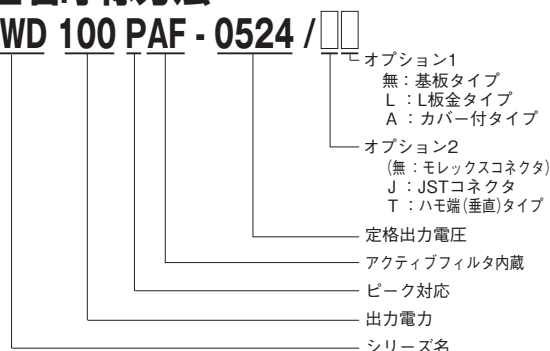 WD 100 PAF - 0524 / □□
オプション1
無：基板タイプ
L：L板金タイプ
A：カバー付タイプ
オプション2
(無：モレックスコネクタ)
J：JSTコネクタ
T：ハモ端(垂直)タイプ
定格出力電圧
アクティブフィルタ内蔵
ピーク対応
出力電力
シリーズ名